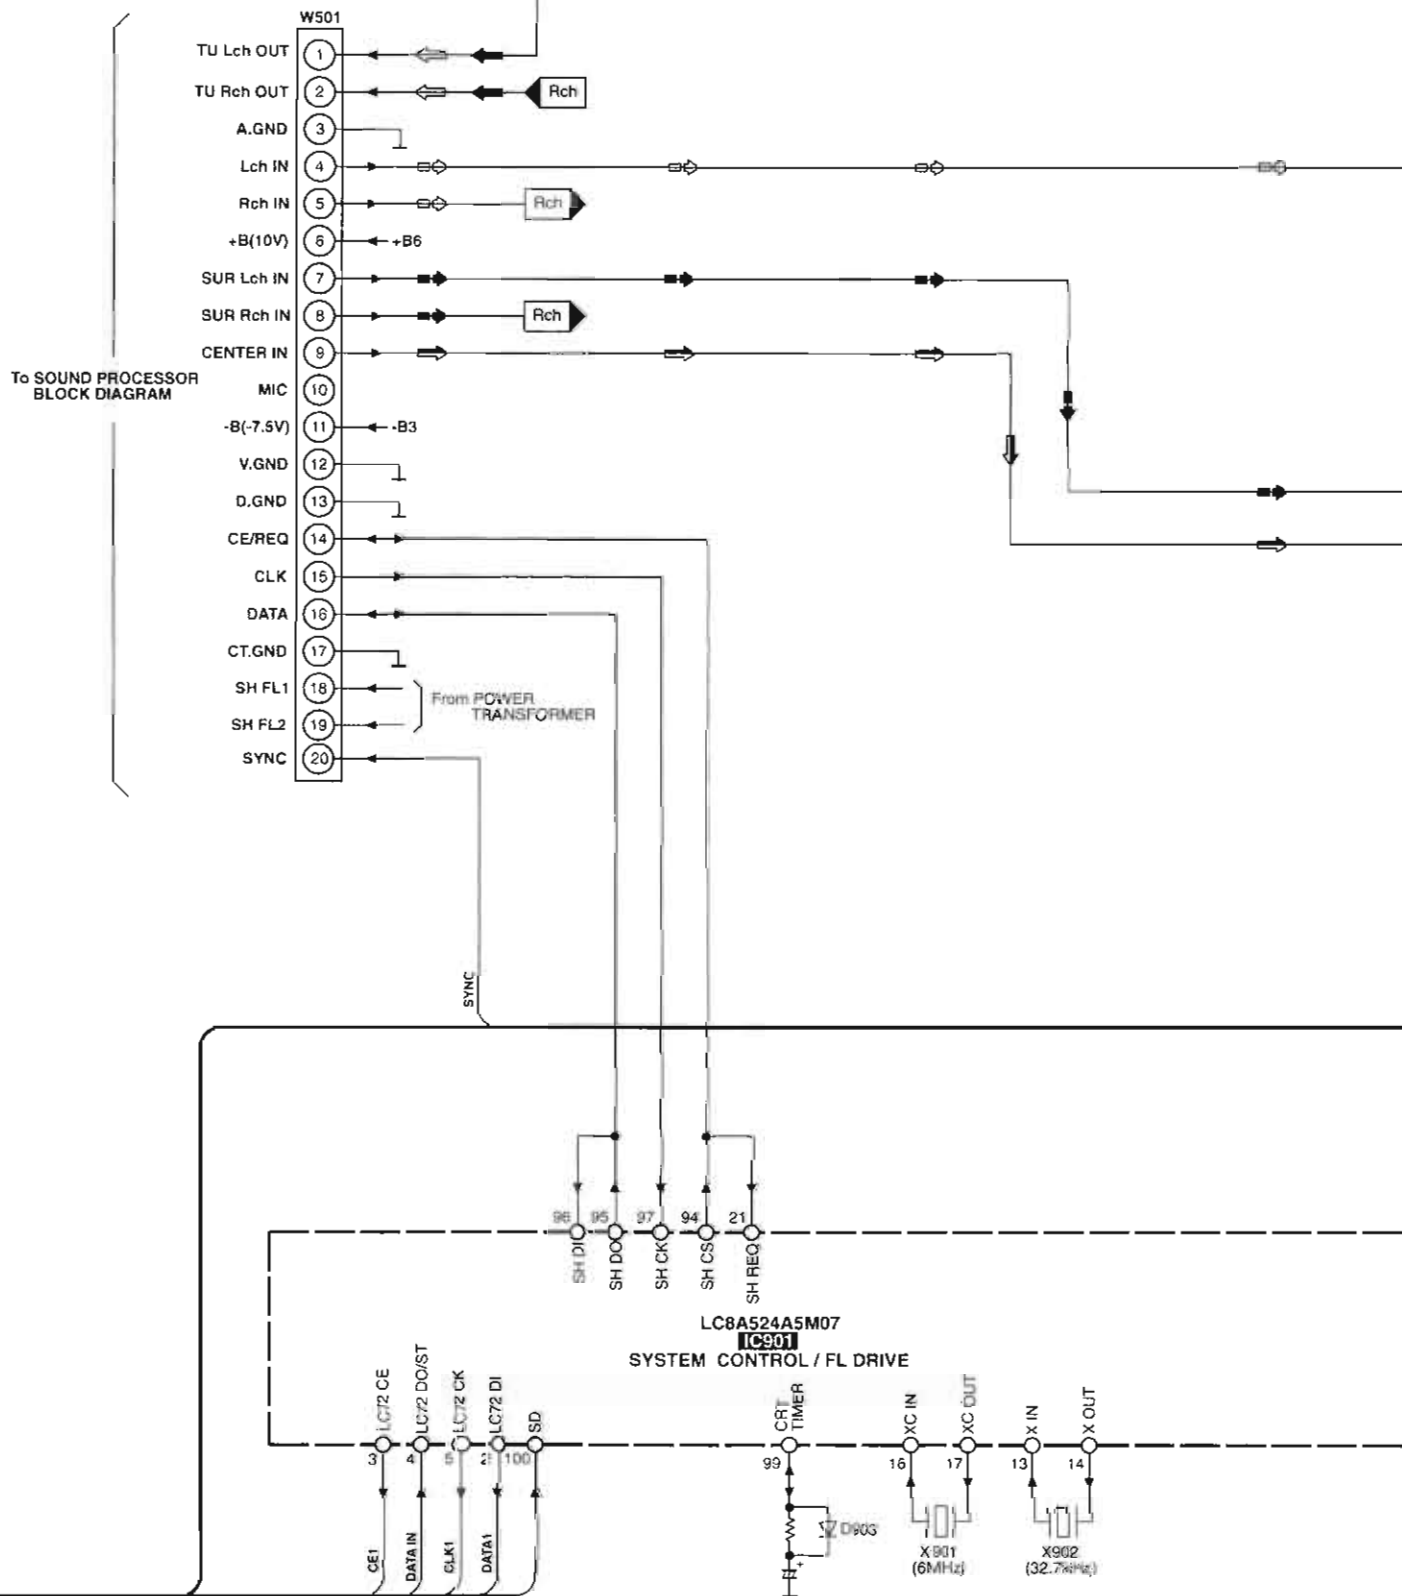 W501
TU Lch OUT 1
TU Rch OUT 2 Rch
A.GND 3
Lch IN 4
Rch IN 5 Rch
+B(10V) 6 +B6
SUR Lch IN 7
SUR Rch IN 8 Rch
CENTER IN 9
To SOUND PROCESSOR
BLOCK DIAGRAM
MIC 10
-B(-7.5V) 11 -B3
V.GND 12
D.GND 13
CE/REQ 14
CLK 15
DATA 16
CT.GND 17
SH FL1 18
From POWER
TRANSFORMER
SH FL2 19
SYNC 20
SYNC
96 95 97 94 21
SH DI SH DO SH CK SH CS SH REQ
LC8A524A5M07
IC901
SYSTEM CONTROL / FL DRIVE
LC72 CE LC72 DO/ST LC72 CK LC72 DI SD CRT TIMER XC IN XC OUT X IN X OUT
3 4 5 2 100 99 16 17 13 14
CE1 DATA IN CLK1 DATA1
D903
X901
(6MHz)
X902